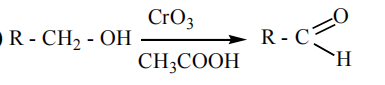 R - CH₂ - OH CrO₃ CH₃COOH R - C O H